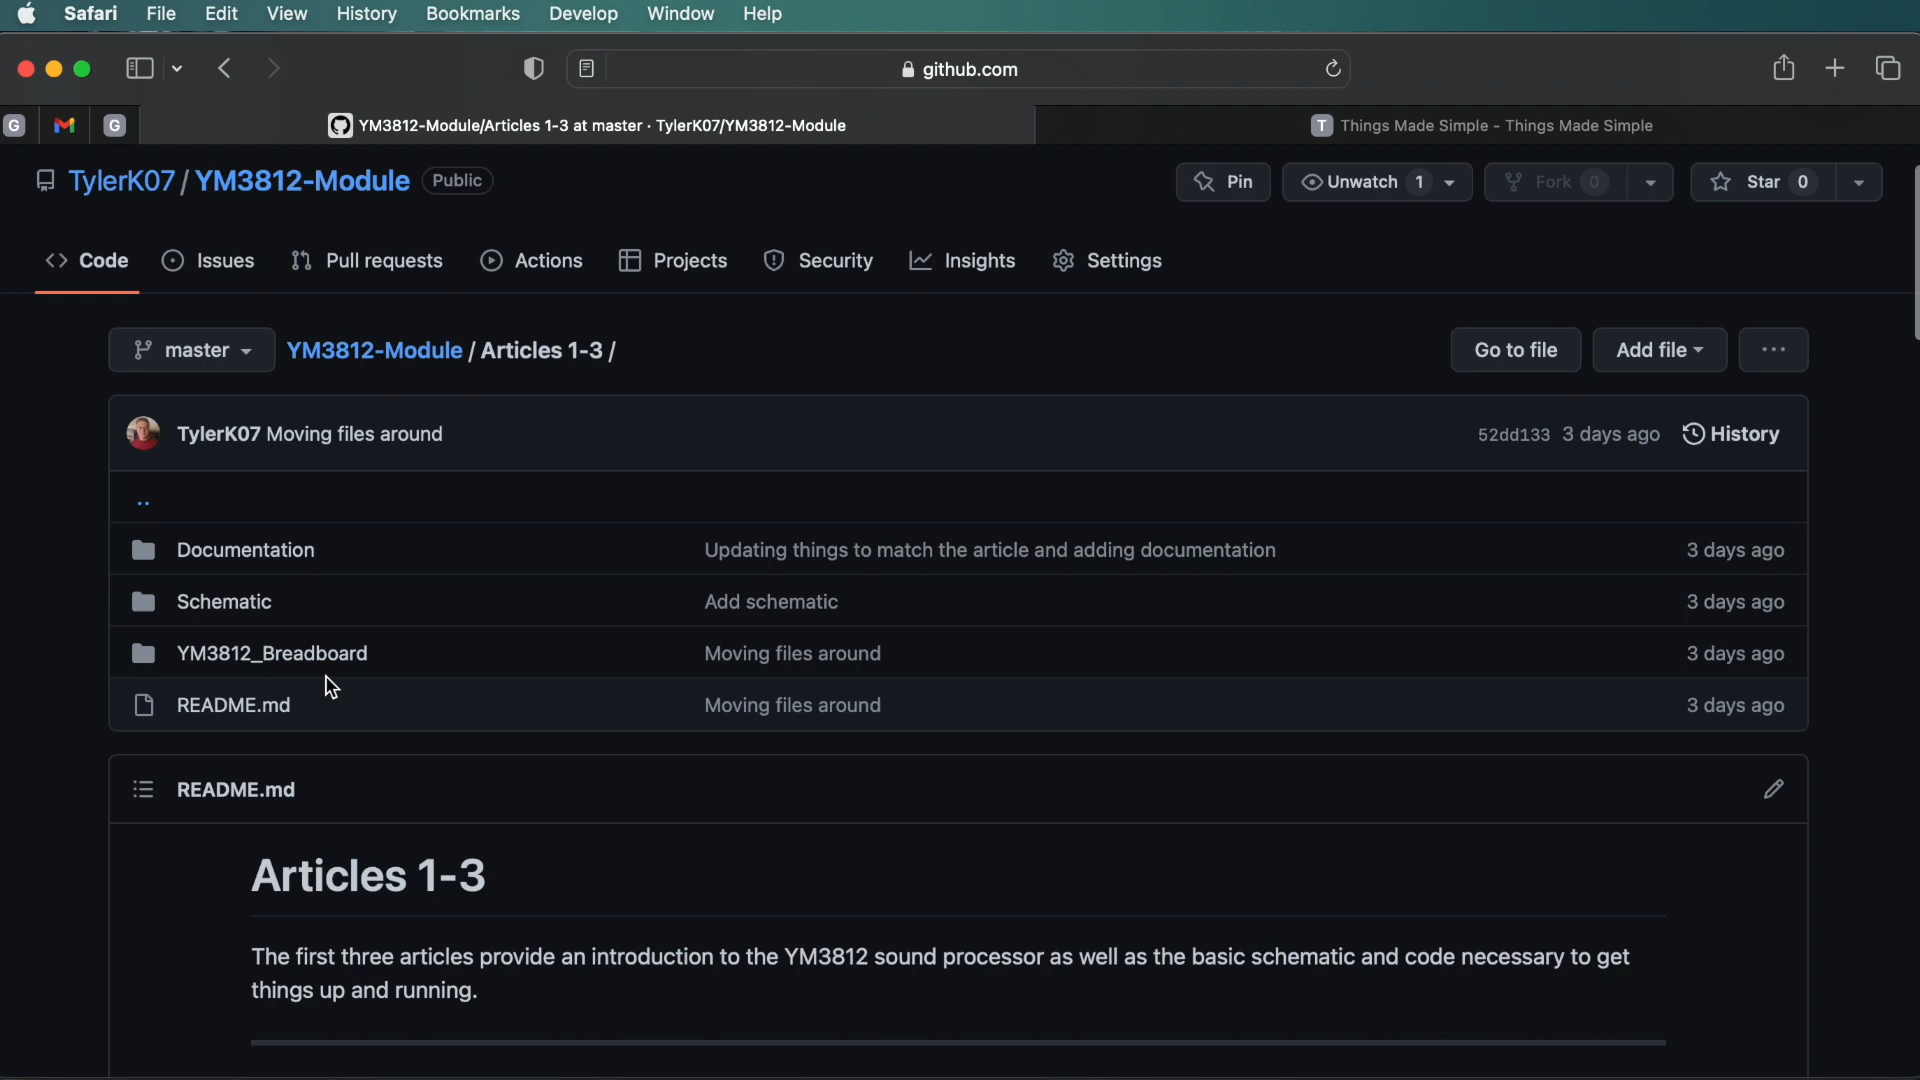 Safari File Edit View History Bookmarks Develop Window Help
github.com
G G YM3812-Module/Articles 1-3 at master · TylerK07/YM3812-Module T Things Made Simple - Things Made Simple
TylerK07 / YM3812-Module Public Pin Unwatch 1 Fork 0 Star 0
<> Code Issues Pull requests Actions Projects Security Insights Settings
master YM3812-Module / Articles 1-3 / Go to file Add file ...
TylerK07 Moving files around 52dd133 3 days ago History
..
Documentation Updating things to match the article and adding documentation 3 days ago
Schematic Add schematic 3 days ago
YM3812_Breadboard Moving files around 3 days ago
README.md Moving files around 3 days ago
README.md
Articles 1-3
The first three articles provide an introduction to the YM3812 sound processor as well as the basic schematic and code necessary to get
things up and running.